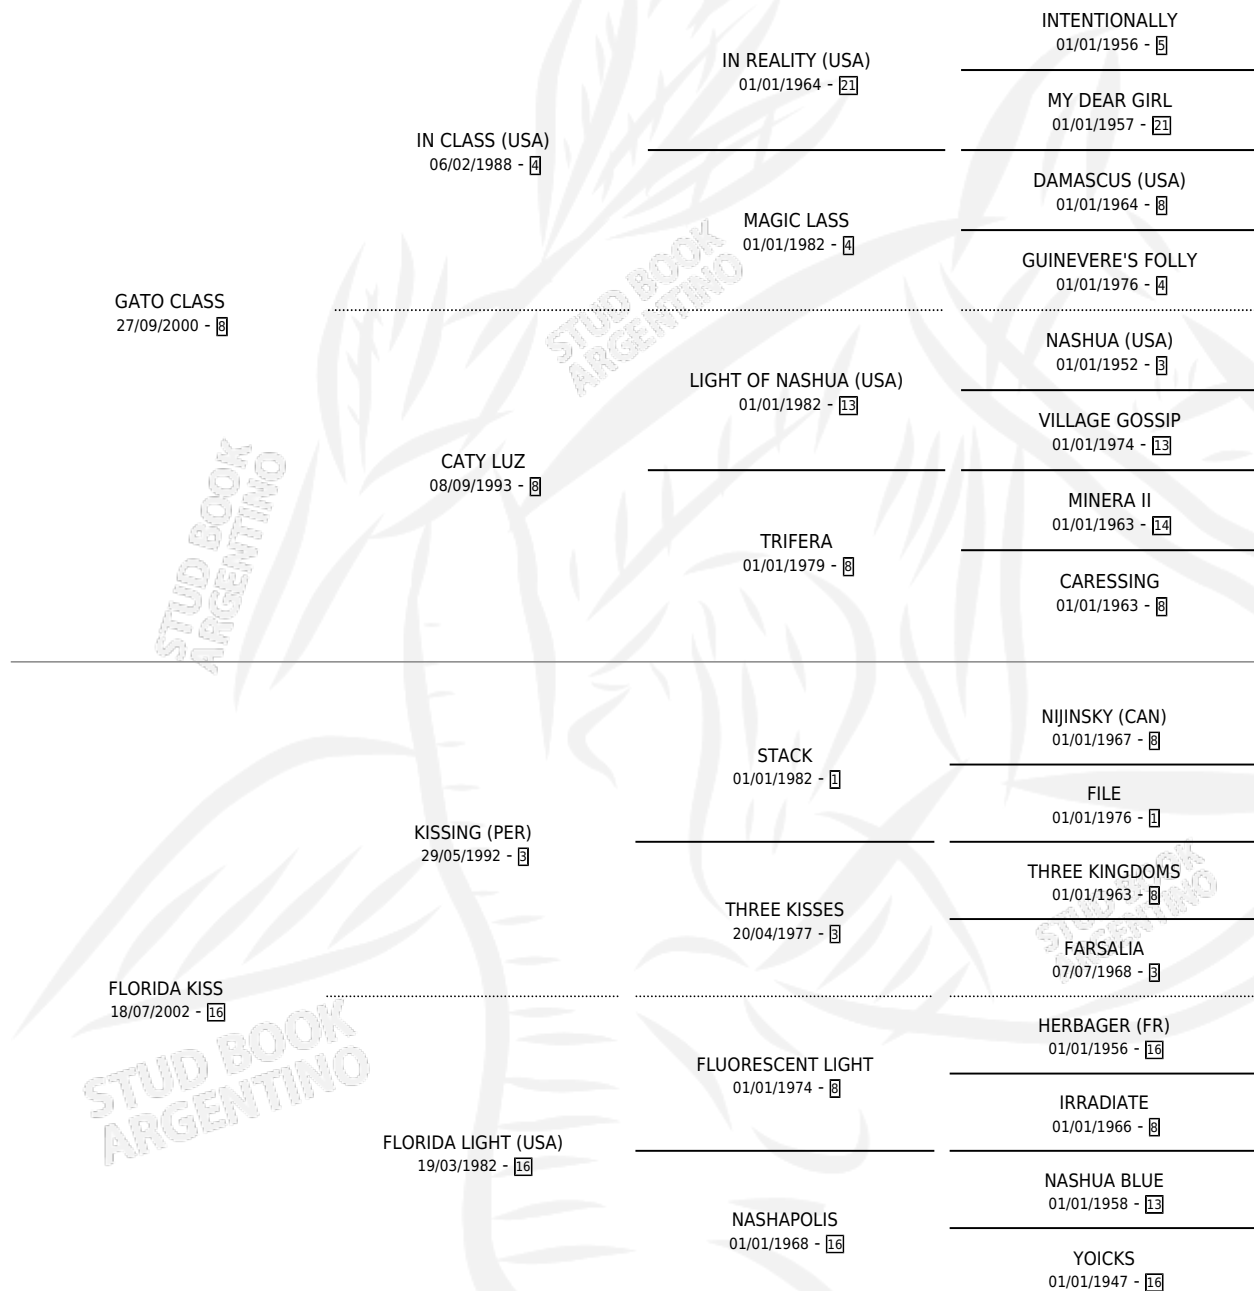 INTENTIONALLY
01/01/1956 - 5
IN REALITY (USA)
01/01/1964 - 21
MY DEAR GIRL
01/01/1957 - 21
IN CLASS (USA)
06/02/1988 - 4
DAMASCUS (USA)
01/01/1964 - 8
MAGIC LASS
01/01/1982 - 4
GUINEVERE'S FOLLY
01/01/1976 - 4
GATO CLASS
27/09/2000 - 8
NASHUA (USA)
01/01/1952 - 3
LIGHT OF NASHUA (USA)
01/01/1982 - 13
VILLAGE GOSSIP
01/01/1974 - 13
CATY LUZ
08/09/1993 - 8
MINERA II
01/01/1963 - 14
TRIFERA
01/01/1979 - 8
CARESSING
01/01/1963 - 8
NIJINSKY (CAN)
01/01/1967 - 8
STACK
01/01/1982 - 1
FILE
01/01/1976 - 1
KISSING (PER)
29/05/1992 - 3
THREE KINGDOMS
01/01/1963 - 8
THREE KISSES
20/04/1977 - 3
FARSALIA
07/07/1968 - 3
FLORIDA KISS
18/07/2002 - 16
HERBAGER (FR)
01/01/1956 - 16
FLUORESCENT LIGHT
01/01/1974 - 8
IRRADIATE
01/01/1966 - 8
FLORIDA LIGHT (USA)
19/03/1982 - 16
NASHUA BLUE
01/01/1958 - 13
NASHAPOLIS
01/01/1968 - 16
YOICKS
01/01/1947 - 16
STUD BOOK
ARGENTINO
STUD BOOK
ARGENTINO
STUD BOOK
ARGENTINO
STUD BOOK
ARGENTINO